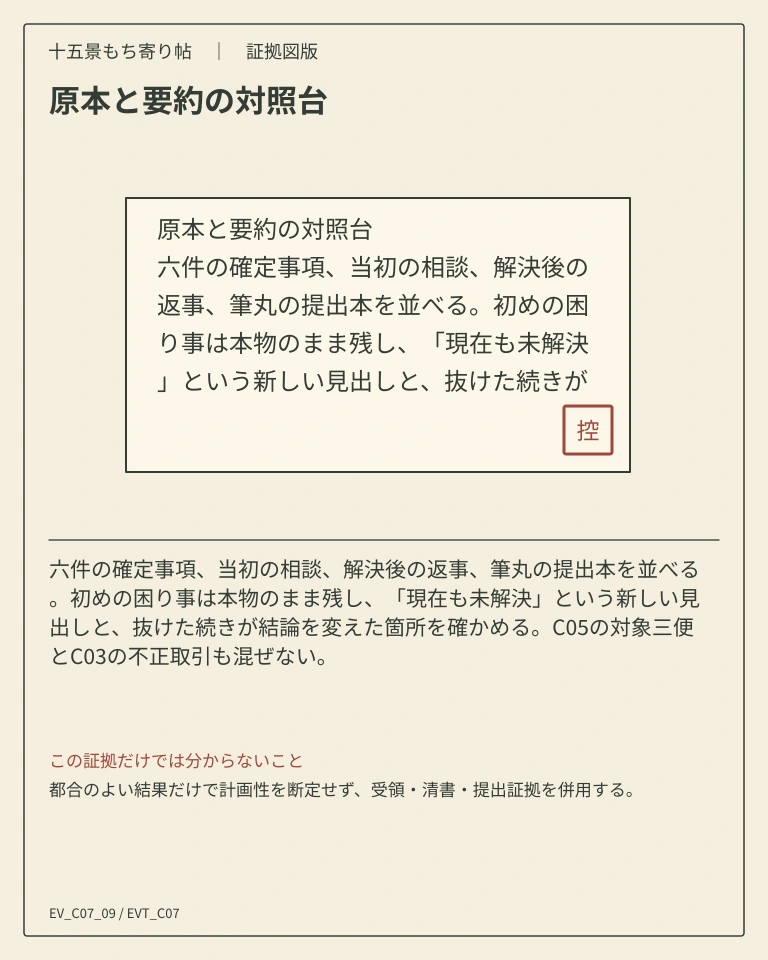 十五景もち寄り帖 ｜ 証拠図版
原本と要約の対照台
原本と要約の対照台
六件の確定事項、当初の相談、解決後の
返事、筆丸の提出本を並べる。初めの困
り事は本物のまま残し、「現在も未解決
」という新しい見出しと、抜けた続きが
控
六件の確定事項、当初の相談、解決後の返事、筆丸の提出本を並べる
。初めの困り事は本物のまま残し、「現在も未解決」という新しい見
出しと、抜けた続きが結論を変えた箇所を確かめる。C05の対象三便
とC03の不正取引も混ぜない。
この証拠だけでは分からないこと
都合のよい結果だけで計画性を断定せず、受領・清書・提出証拠を併用する。
EV_C07_09 / EVT_C07